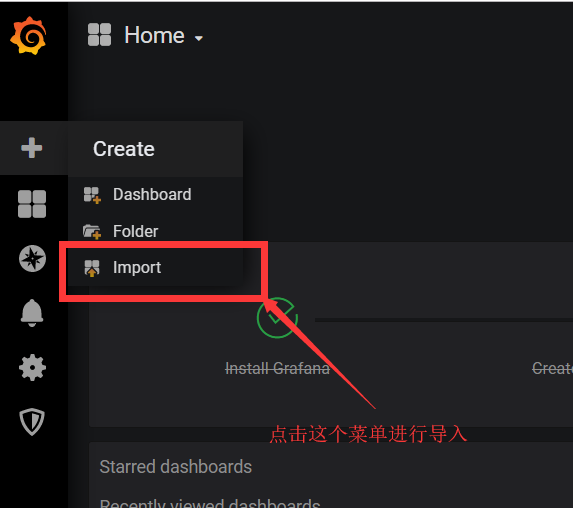 Home
Create
Dashboard
Folder
Import
Install Grafana
Create
点击这个菜单进行导入
Starred dashboards
Recently viewed dashboards